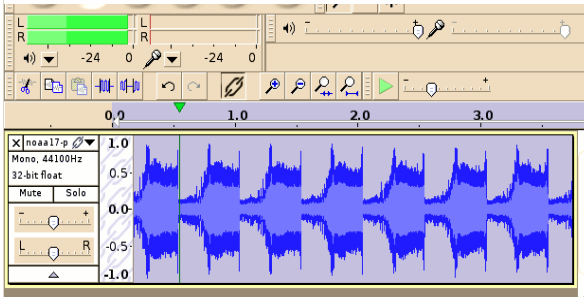 L
R
L
R
-24 0
-24 0
- +
-
- +
0,0 1.0 2.0 3.0
noaa17-p
Mono, 44100Hz
32-bit float
Mute Solo
- +
L R
1.0
0.5-
0.0-
-0.5-
-1.0